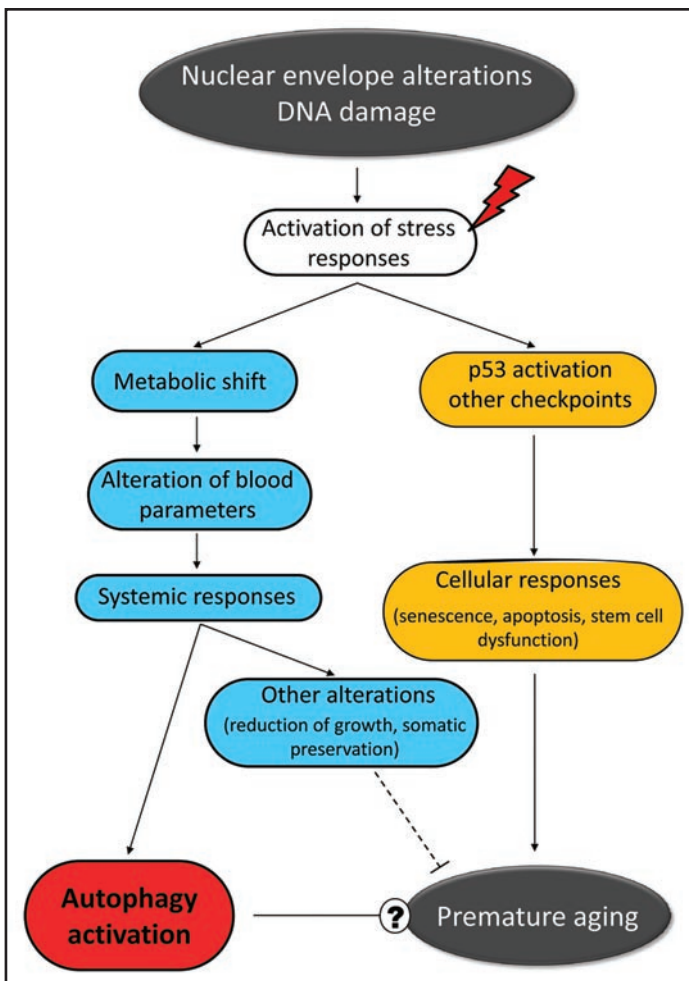 Nuclear envelope alterations
DNA damage
Activation of stress
responses
Metabolic shift
p53 activation
other checkpoints
Alteration of blood
parameters
Systemic responses
Cellular responses
(senescence, apoptosis, stem cell
dysfunction)
Other alterations
(reduction of growth, somatic
preservation)
Autophagy
activation
?
Premature aging